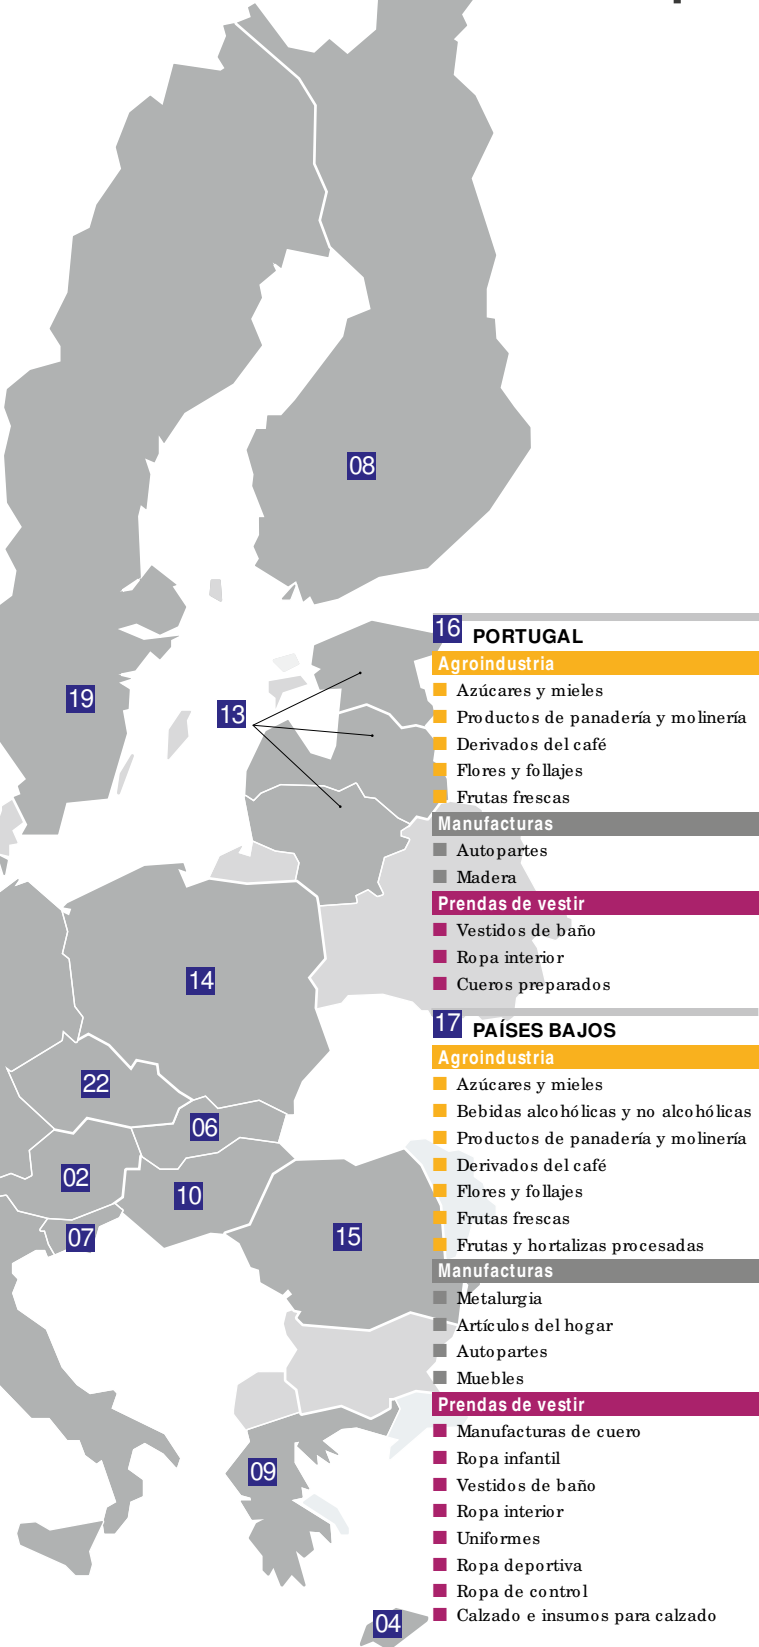 08
19
13
14
22
06
02
10
07
15
09
04
16 PORTUGAL
Agroindustria
Azúcares y mieles
Productos de panadería y molinería
Derivados del café
Flores y follajes
Frutas frescas
Manufacturas
Autopartes
Madera
Prendas de vestir
Vestidos de baño
Ropa interior
Cueros preparados
17 PAÍSES BAJOS
Agroindustria
Azúcares y mieles
Bebidas alcohólicas y no alcohólicas
Productos de panadería y molinería
Derivados del café
Flores y follajes
Frutas frescas
Frutas y hortalizas procesadas
Manufacturas
Metalurgia
Artículos del hogar
Autopartes
Muebles
Prendas de vestir
Manufacturas de cuero
Ropa infantil
Vestidos de baño
Ropa interior
Uniformes
Ropa deportiva
Ropa de control
Calzado e insumos para calzado